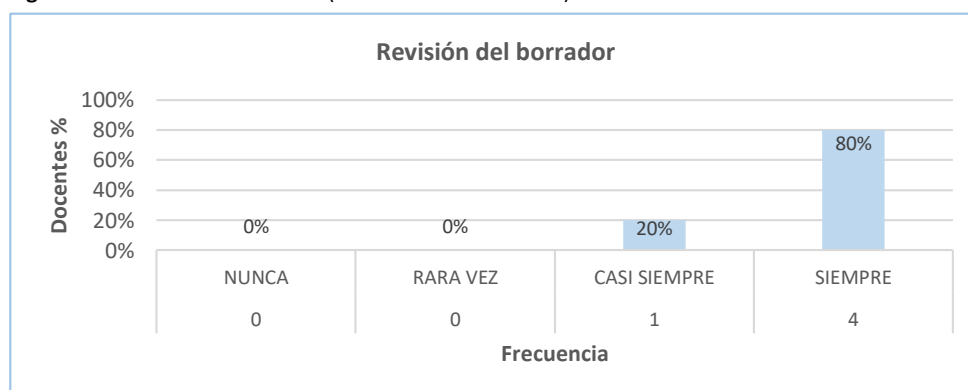 Revisión del borrador
100%
80%
60%
40%
20%
0%
Docentes %
0%
0%
20%
80%
NUNCA
RARA VEZ
CASI SIEMPRE
SIEMPRE
0
0
1
4
Frecuencia